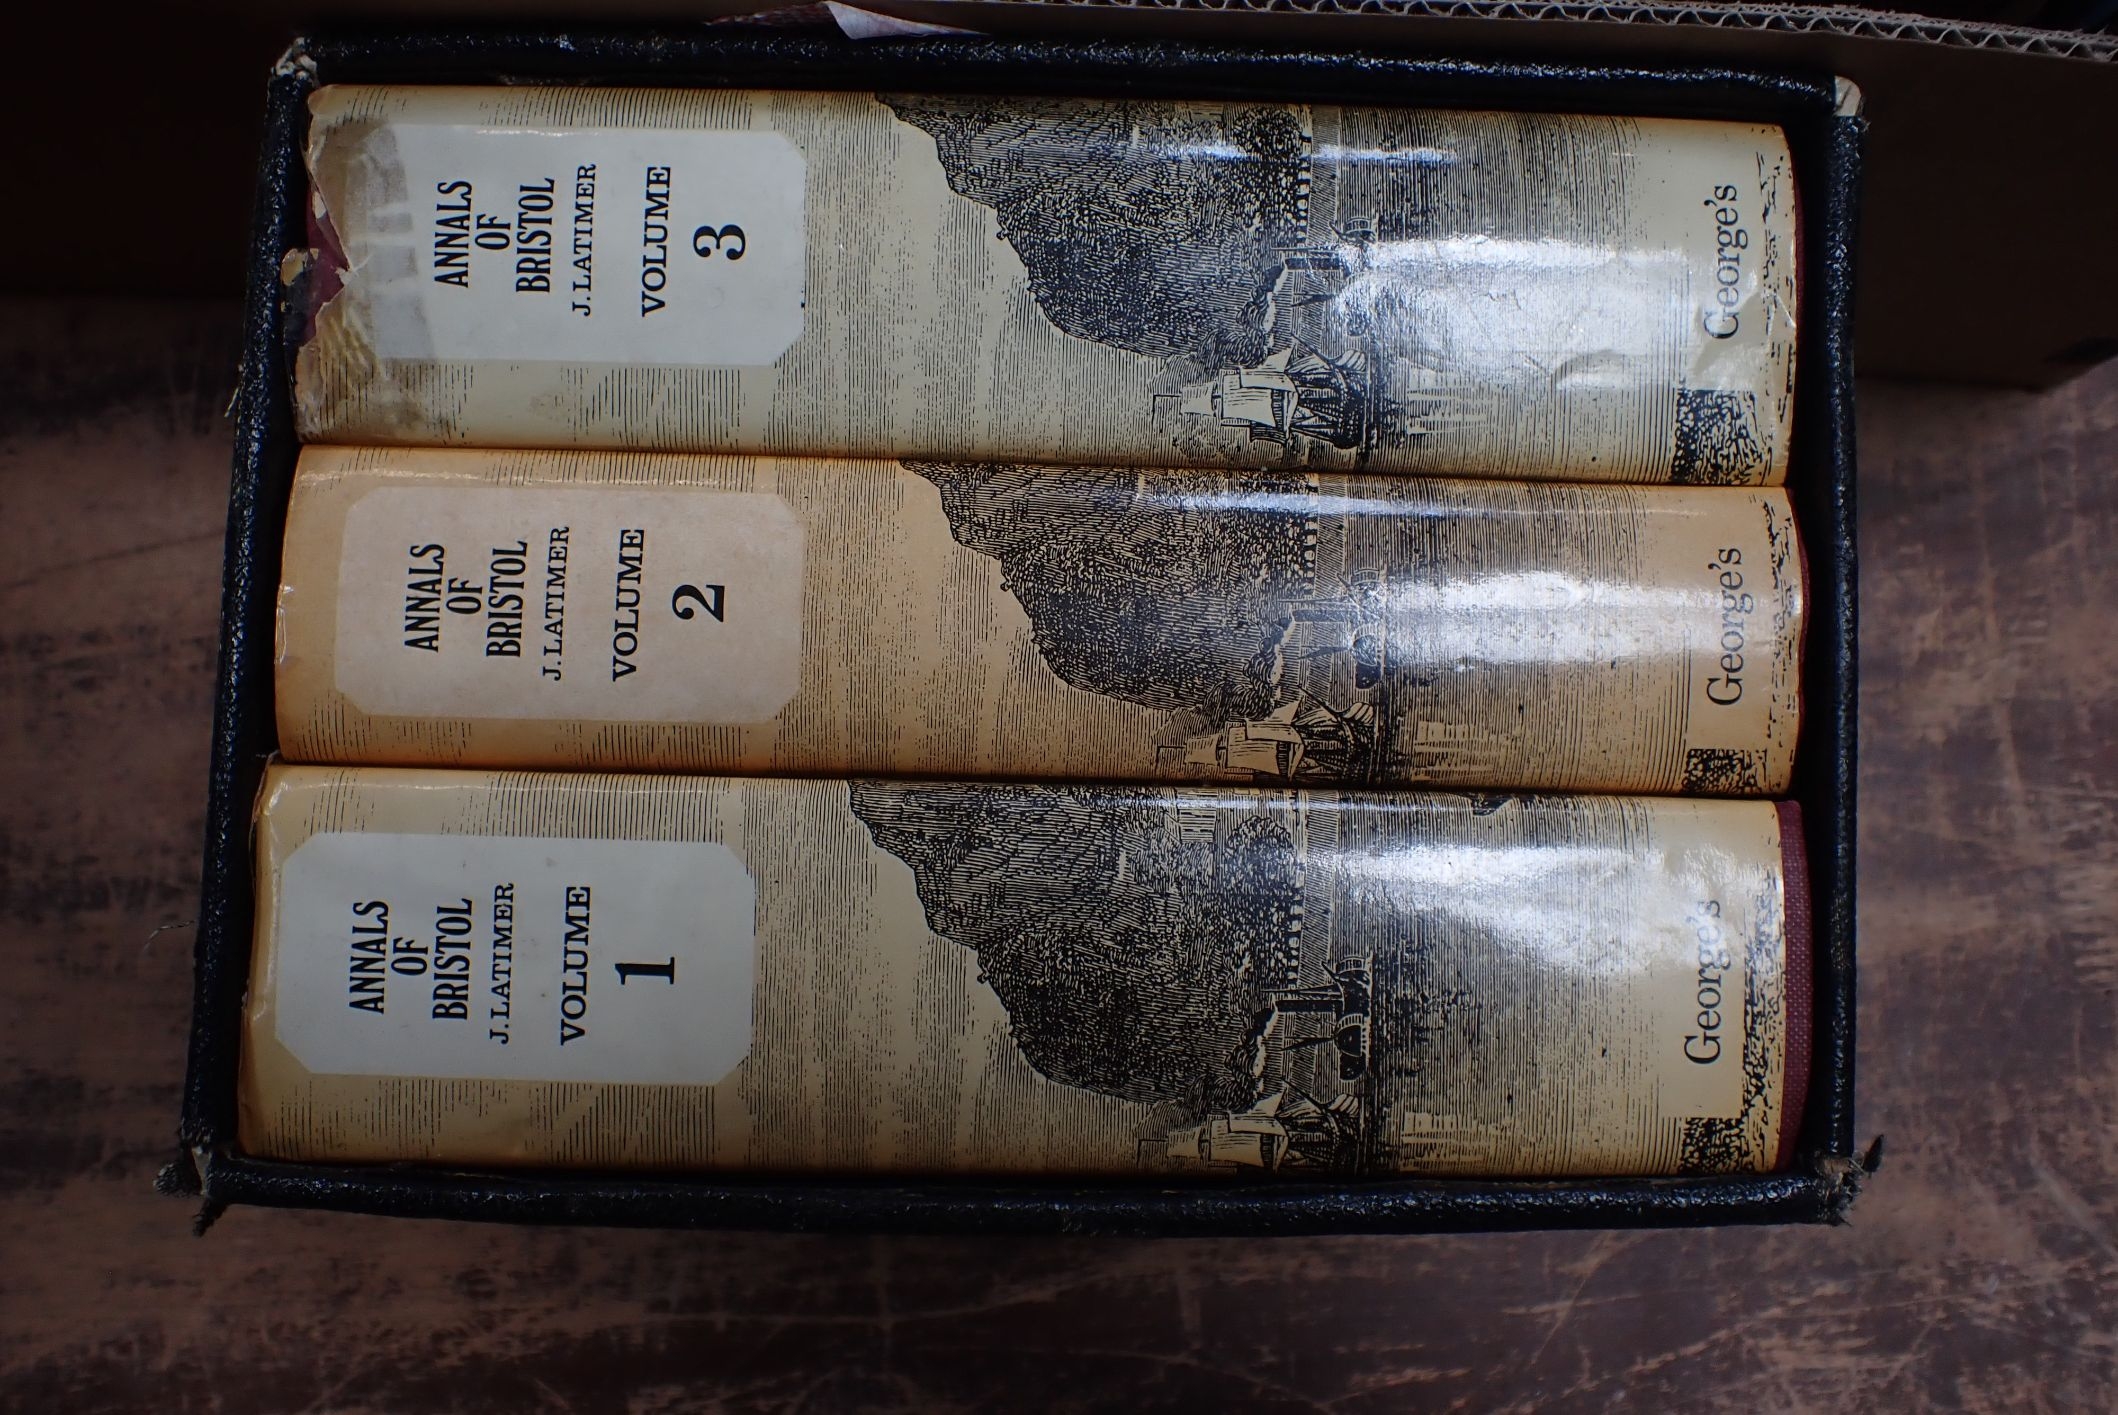 ANNALS
OF
BRISTOL
J. LATIMER
VOLUME
3
George's
ANNALS
OF
BRISTOL
J. LATIMER
VOLUME
2
George's
ANNALS
OF
BRISTOL
J. LATIMER
VOLUME
1
George's